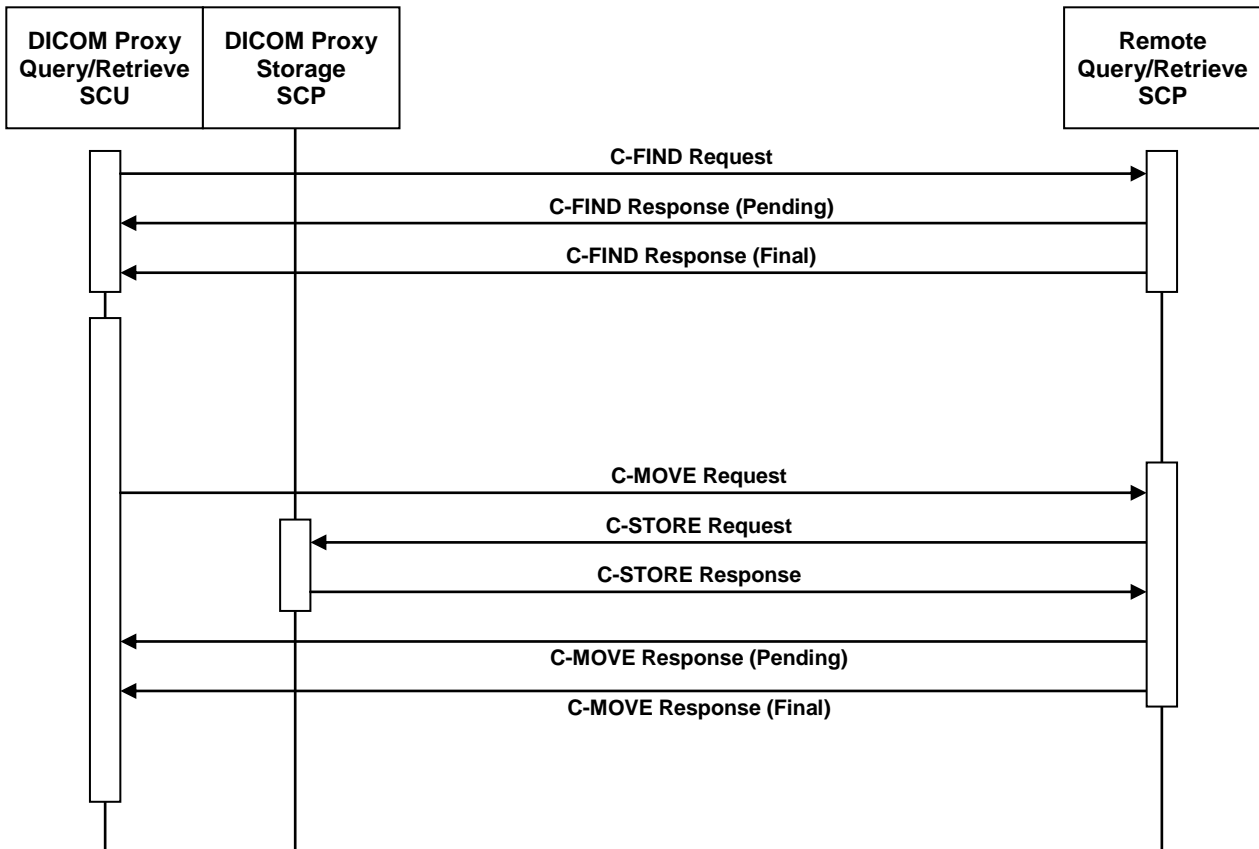 DICOM Proxy
Query/Retrieve
SCU
DICOM Proxy
Storage
SCP
Remote
Query/Retrieve
SCP
C-FIND Request
C-FIND Response (Pending)
C-FIND Response (Final)
C-MOVE Request
C-STORE Request
C-STORE Response
C-MOVE Response (Pending)
C-MOVE Response (Final)